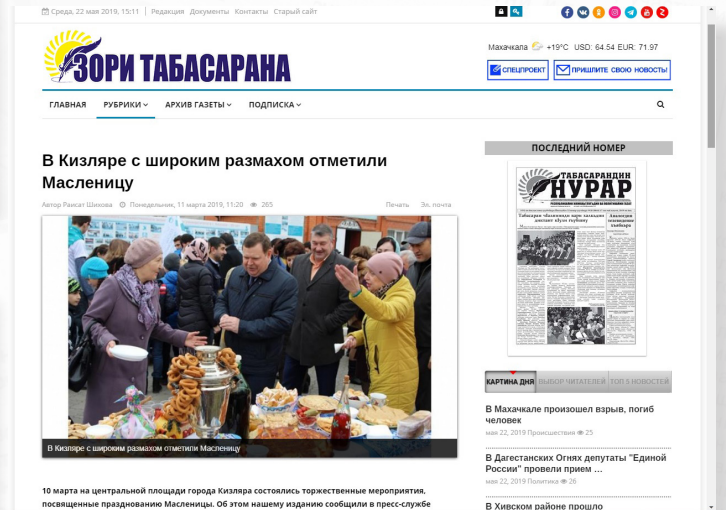 Среда, 22 мая 2019, 15:11 Редакция Документы Контакты Старый сайт
ЗОРИ ТАБАСАРАНА
Махачкала +19°C USD: 64.54 EUR: 71.97
СПЕЦПРОЕКТ ПРИШЛИТЕ СВОЮ НОВОСТЬ!
ГЛАВНАЯ РУБРИКИ АРХИВ ГАЗЕТЫ ПОДПИСКА
В Кизляре с широким размахом отметили
Масленицу
Автор Раисат Шихова Понедельник, 11 марта 2019, 11:20 265 Печать Эл. почта
В Кизляре с широким размахом отметили Масленицу
10 марта на центральной площади города Кизляра состоялись торжественные мероприятия,
посвященные празднованию Масленицы. Об этом нашему изданию сообщили в пресс-службе
ПОСЛЕДНИЙ НОМЕР
ТАБАСАРАНДИН
НУРАР
КАРТИНА ДНЯ ВЫБОР ЧИТАТЕЛЕЙ ТОП 5 НОВОСТЕЙ
В Махачкале произошел взрыв, погиб
человек
мая 22, 2019 Происшествия 25
В Дагестанских Огнях депутаты "Единой
России" провели прием ...
мая 22, 2019 Политика 26
В Хивском районе прошло